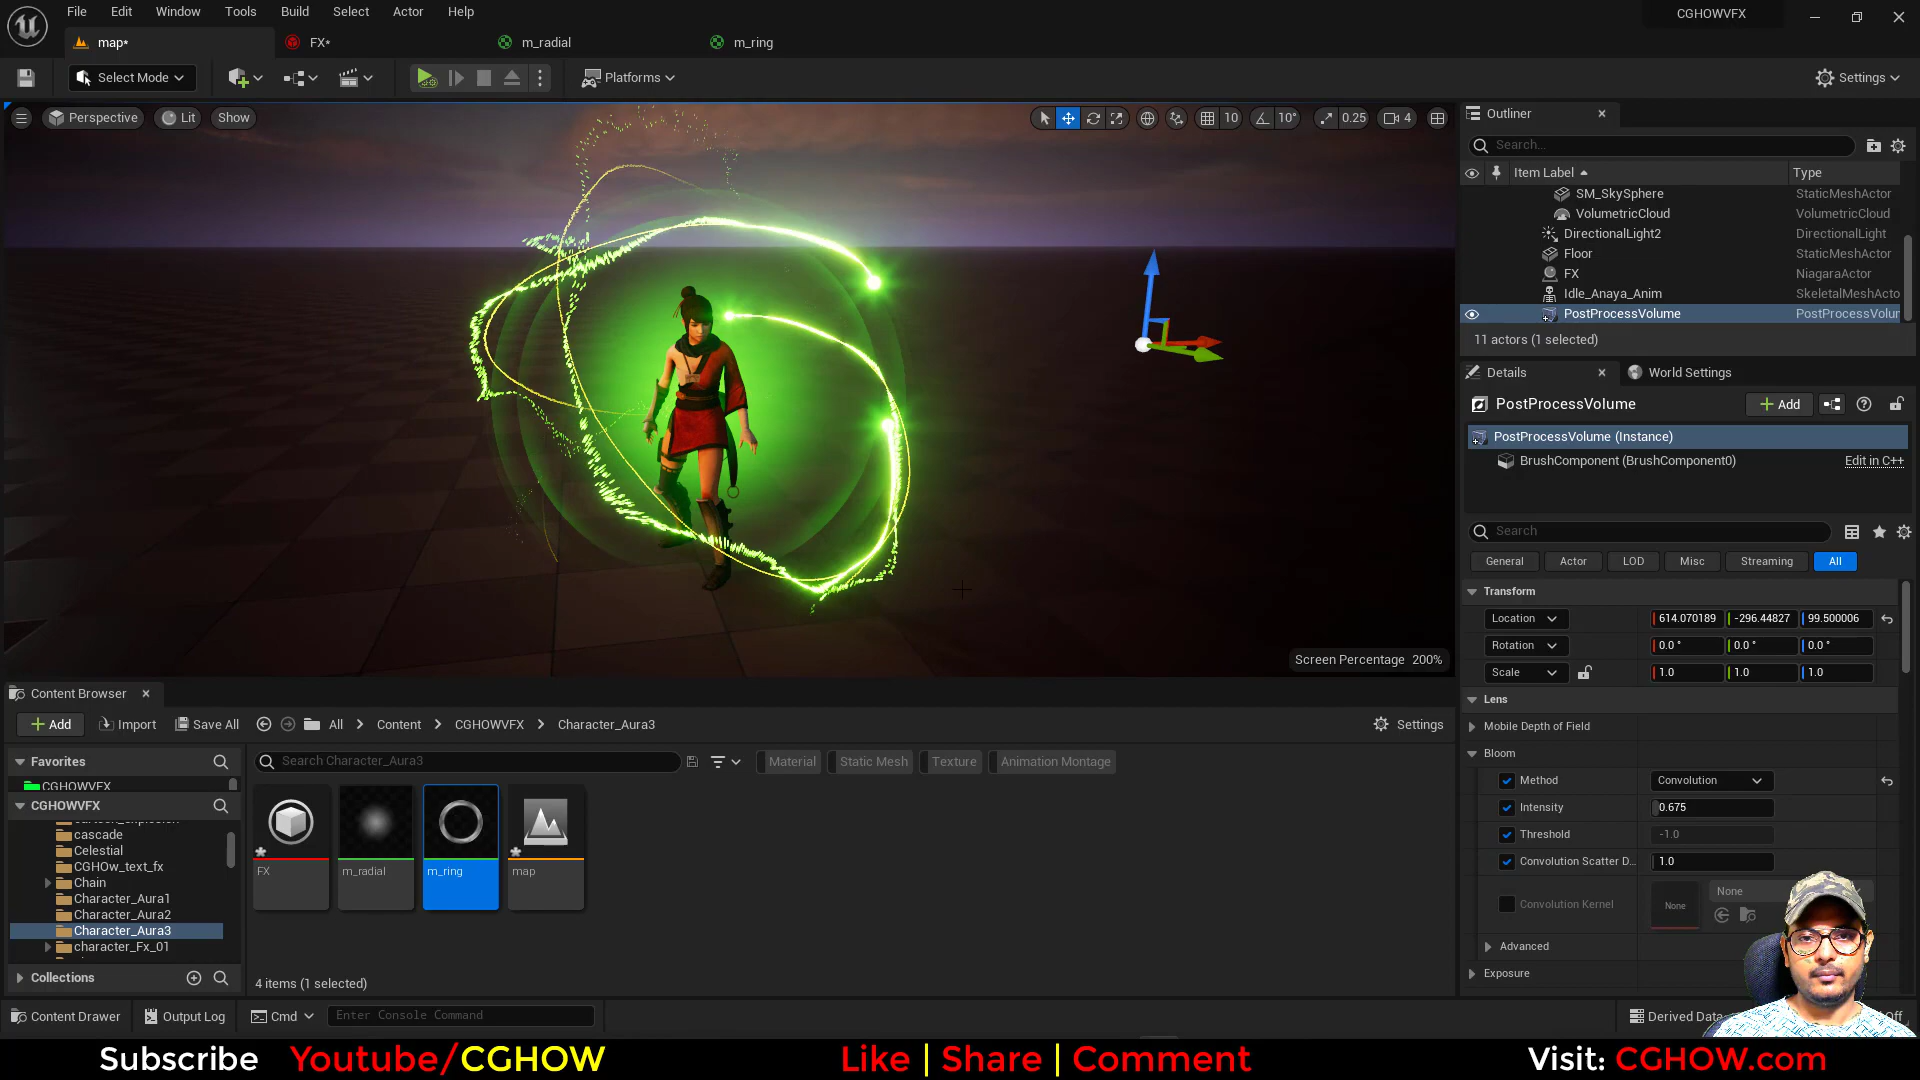 File Edit Window Tools Build Select Actor Help
CGHOWVFX
map*
FX*
m_radial
m_ring
Select Mode
Platforms
Settings
Perspective
Lit
Show
10
10°
0.25
4
Screen Percentage 200%
Outliner
Search...
Item Label
Type
SM_SkySphere StaticMeshActor
VolumetricCloud VolumetricCloud
DirectionalLight2 DirectionalLight
Floor StaticMeshActor
FX NiagaraActor
Idle_Anaya_Anim SkeletalMeshActo
PostProcessVolume PostProcessVolur
11 actors (1 selected)
Details
World Settings
PostProcessVolume
Add
PostProcessVolume (Instance)
BrushComponent (BrushComponent0) Edit in C++
Search
General Actor LOD Misc Streaming All
Transform
Location 614.070189 -296.44827 99.500006
Rotation 0.0 ° 0.0 ° 0.0 °
Scale 1.0 1.0 1.0
Lens
Mobile Depth of Field
Bloom
Method Convolution
Intensity 0.675
Threshold -1.0
Convolution Scatter D... 1.0
Convolution Kernel None None
Advanced
Exposure
Content Browser
Add Import Save All All Content CGHOWVFX Character_Aura3 Settings
Favorites
CGHOWVFX
CGHOWVFX
cascade
Celestial
CGHOw_text_fx
Chain
Character_Aura1
Character_Aura2
Character_Aura3
character_Fx_01
Collections
Search Character_Aura3
Material Static Mesh Texture Animation Montage
FX m_radial m_ring map
4 items (1 selected)
Content Drawer Output Log Cmd Enter Console Command
Derived Data
Subscribe Youtube/CGHOW Like | Share | Comment Visit: CGHOW.com